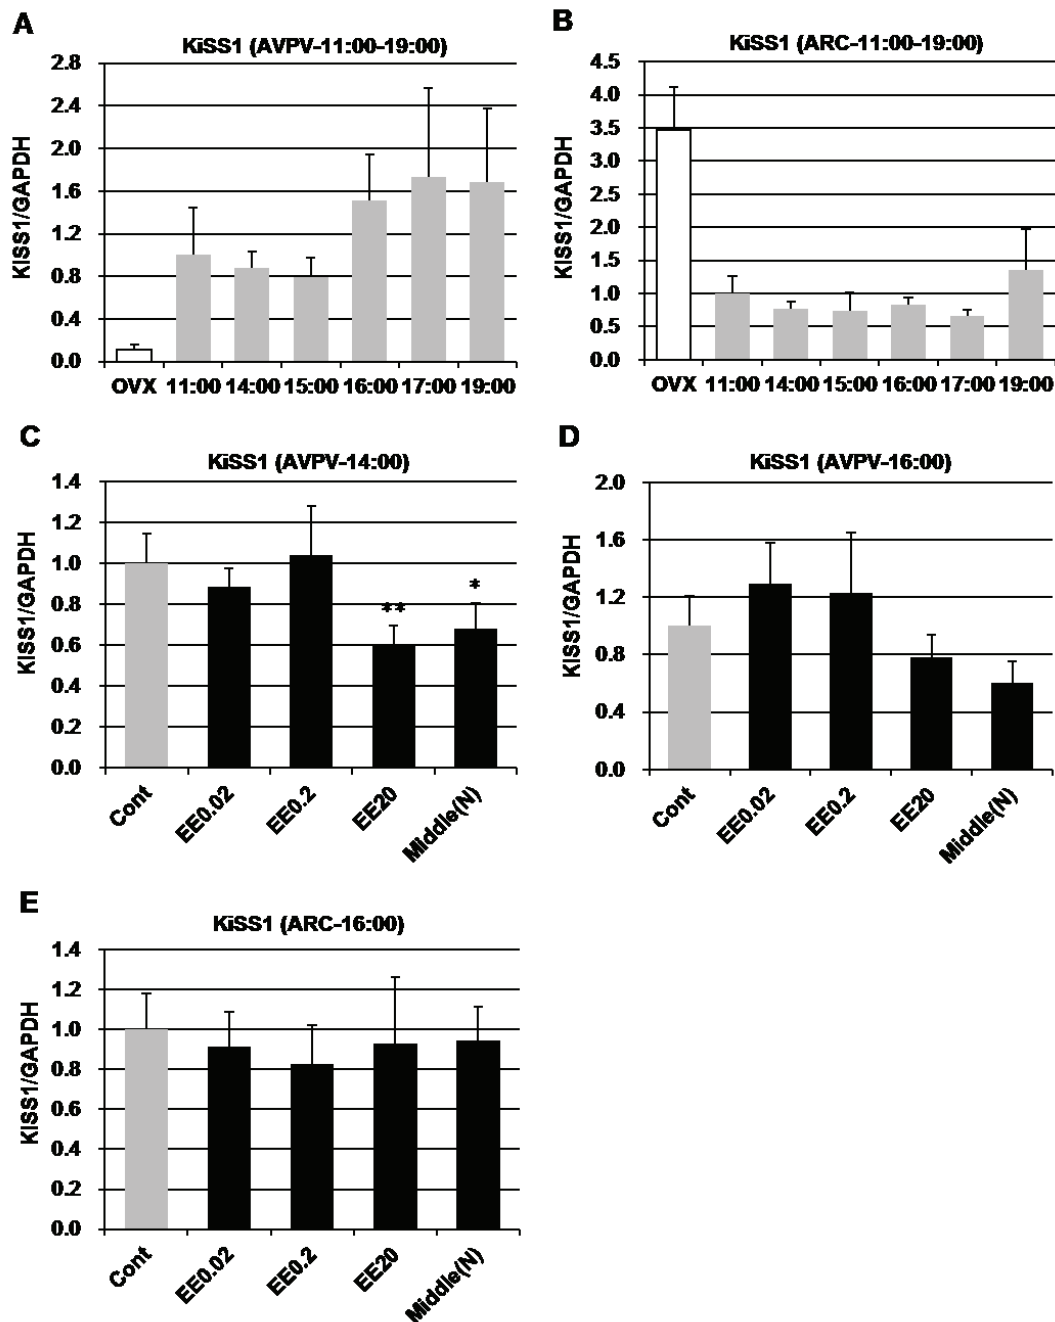 A
KiSS1 (AVPV-11:00-19:00)
KISS1/GAPDH
2.8
2.4
2.0
1.6
1.2
0.8
0.4
0.0
OVX 11:00 14:00 15:00 16:00 17:00 19:00
B
KiSS1 (ARC-11:00-19:00)
KISS1/GAPDH
4.5
4.0
3.5
3.0
2.5
2.0
1.5
1.0
0.5
0.0
OVX 11:00 14:00 15:00 16:00 17:00 19:00
C
KiSS1 (AVPV-14:00)
KISS1/GAPDH
1.4
1.2
1.0
0.8
0.6
0.4
0.2
0.0
**
*
Cont EE0.02 EE0.2 EE20 Middle(N)
D
KiSS1 (AVPV-16:00)
KISS1/GAPDH
2.0
1.6
1.2
0.8
0.4
0.0
Cont EE0.02 EE0.2 EE20 Middle(N)
E
KiSS1 (ARC-16:00)
KISS1/GAPDH
1.4
1.2
1.0
0.8
0.6
0.4
0.2
0.0
Cont EE0.02 EE0.2 EE20 Middle(N)